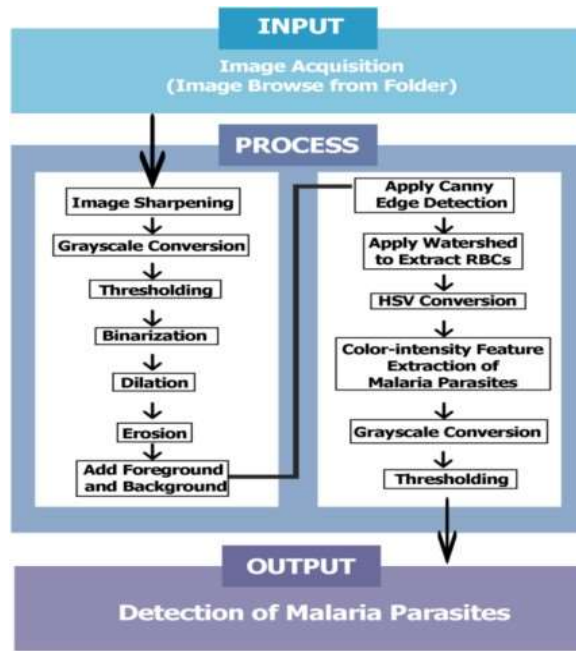 INPUT
Image Acquisition
(Image Browse from Folder)
PROCESS
Image Sharpening
Grayscale Conversion
Thresholding
Binarization
Dilation
Erosion
Add Foreground
and Background
Apply Canny
Edge Detection
Apply Watershed
to Extract RBCs
HSV Conversion
Color-intensity Feature
Extraction of
Malaria Parasites
Grayscale Conversion
Thresholding
OUTPUT
Detection of Malaria Parasites